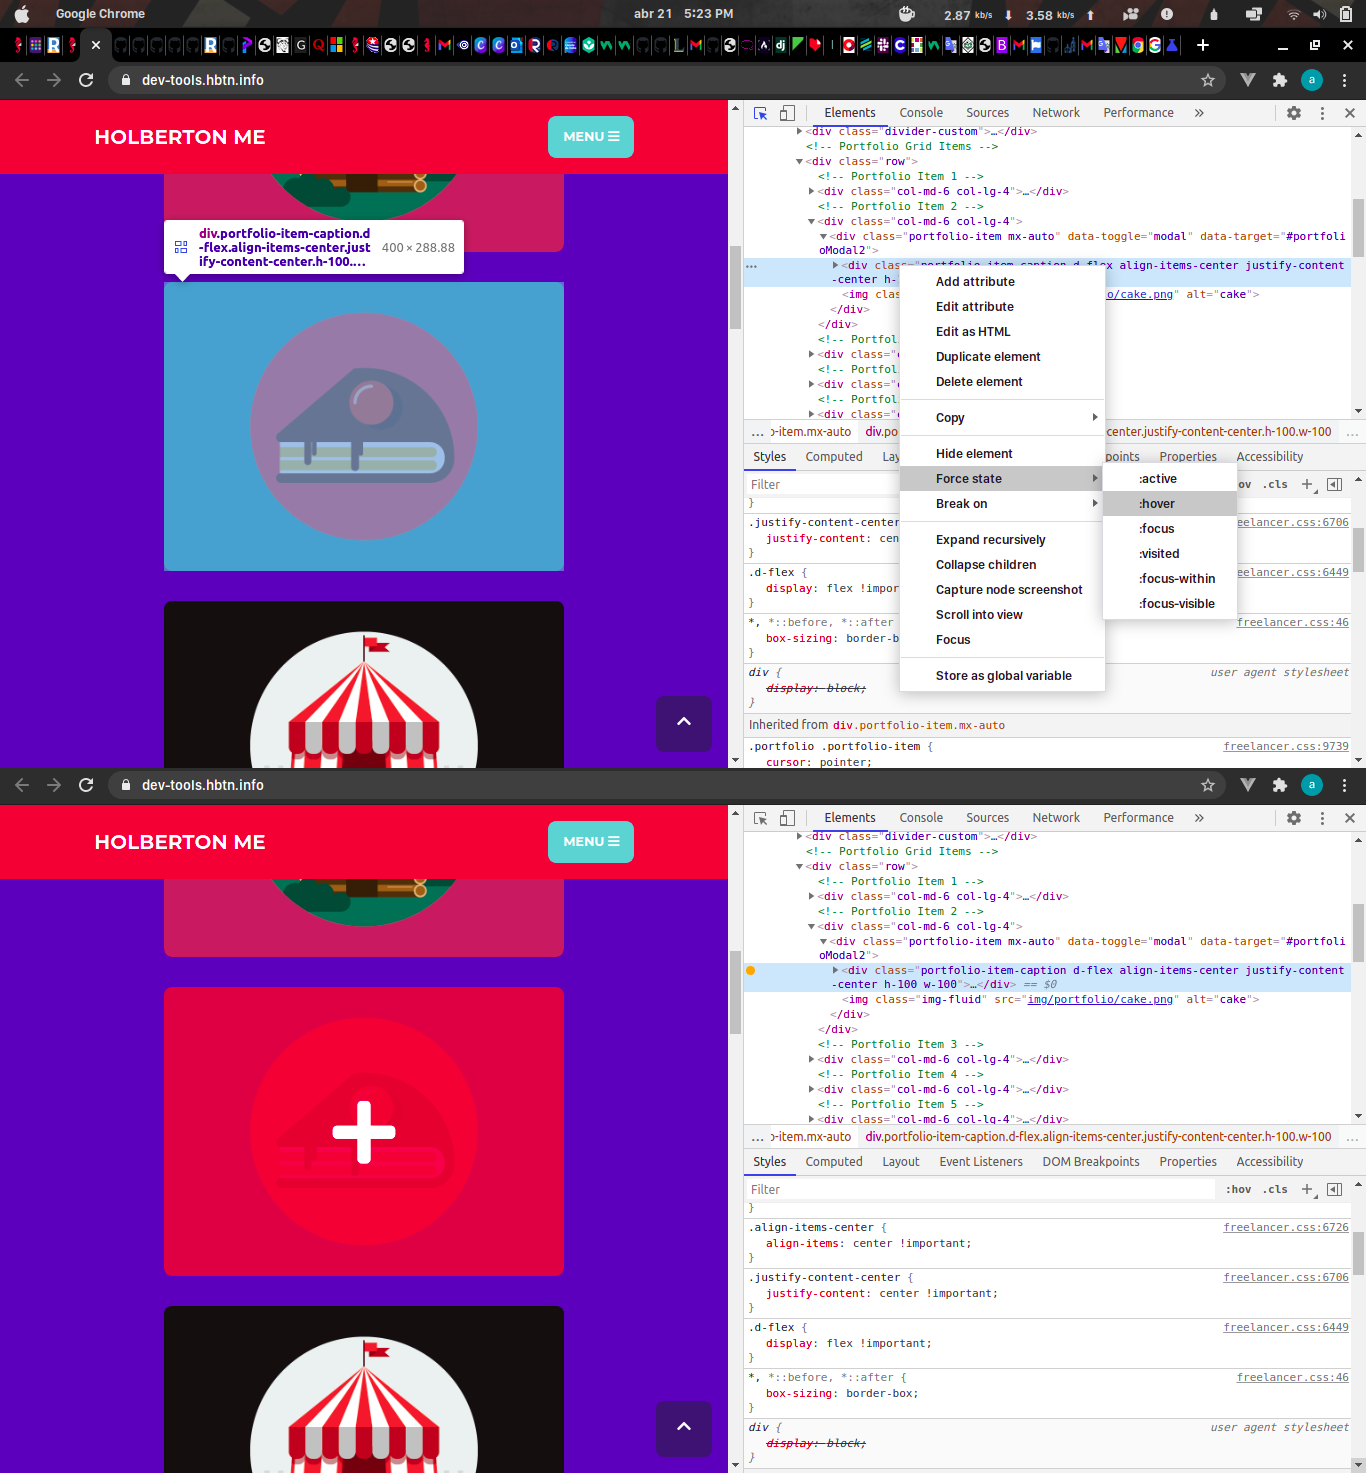 Google Chrome
abr 21 5:23 PM
2.87 kb/s 3.58 kb/s
dev-tools.hbtn.info
a
HOLBERTON ME
MENU
div.portfolio-item-caption.d
-flex.align-items-center.just
ify-content-center.h-100....
400 × 288.88
Elements Console Sources Network Performance »
<div class="divider-custom">…</div>
<!-- Portfolio Grid Items -->
<div class="row">
<!-- Portfolio Item 1 -->
<div class="col-md-6 col-lg-4">…</div>
<!-- Portfolio Item 2 -->
<div class="col-md-6 col-lg-4">
<div class="portfolio-item mx-auto" data-toggle="modal" data-target="#portfoli
oModal2">
<div class="portfolio-item-caption d-flex align-items-center justify-content
-center h-
<img clas
o/cake.png" alt="cake">
</div>
</div>
<!-- Portfol
<div class="c
<!-- Portfol
<div class="c
<!-- Portfol
<div class="c
Add attribute
Edit attribute
Edit as HTML
Duplicate element
Delete element
Copy
Hide element
Force state
Break on
Expand recursively
Collapse children
Capture node screenshot
Scroll into view
Focus
Store as global variable
:active
:hover
:focus
:visited
:focus-within
:focus-visible
... o-item.mx-auto div.po
enter.justify-content-center.h-100.w-100 ...
Styles Computed Lay
points Properties Accessibility
Filter
ov .cls +
}
.justify-content-center
eelancer.css:6706
justify-content: cen
}
.d-flex {
eelancer.css:6449
display: flex !impor
}
*, *::before, *::after
freelancer.css:46
box-sizing: border-b
}
div {
user agent stylesheet
display: block;
}
Inherited from div.portfolio-item.mx-auto
.portfolio .portfolio-item {
freelancer.css:9739
cursor: pointer;
dev-tools.hbtn.info
a
HOLBERTON ME
MENU
Elements Console Sources Network Performance »
<div class="divider-custom">…</div>
<!-- Portfolio Grid Items -->
<div class="row">
<!-- Portfolio Item 1 -->
<div class="col-md-6 col-lg-4">…</div>
<!-- Portfolio Item 2 -->
<div class="col-md-6 col-lg-4">
<div class="portfolio-item mx-auto" data-toggle="modal" data-target="#portfoli
oModal2">
<div class="portfolio-item-caption d-flex align-items-center justify-content
-center h-100 w-100">…</div> == $0
<img class="img-fluid" src="img/portfolio/cake.png" alt="cake">
</div>
</div>
<!-- Portfolio Item 3 -->
<div class="col-md-6 col-lg-4">…</div>
<!-- Portfolio Item 4 -->
<div class="col-md-6 col-lg-4">…</div>
<!-- Portfolio Item 5 -->
<div class="col-md-6 col-lg-4">…</div>
... o-item.mx-auto div.portfolio-item-caption.d-flex.align-items-center.justify-content-center.h-100.w-100 ...
Styles Computed Layout Event Listeners DOM Breakpoints Properties Accessibility
Filter
:hov .cls +
}
.align-items-center {
freelancer.css:6726
align-items: center !important;
}
.justify-content-center {
freelancer.css:6706
justify-content: center !important;
}
.d-flex {
freelancer.css:6449
display: flex !important;
}
*, *::before, *::after {
freelancer.css:46
box-sizing: border-box;
}
div {
user agent stylesheet
display: block;
}